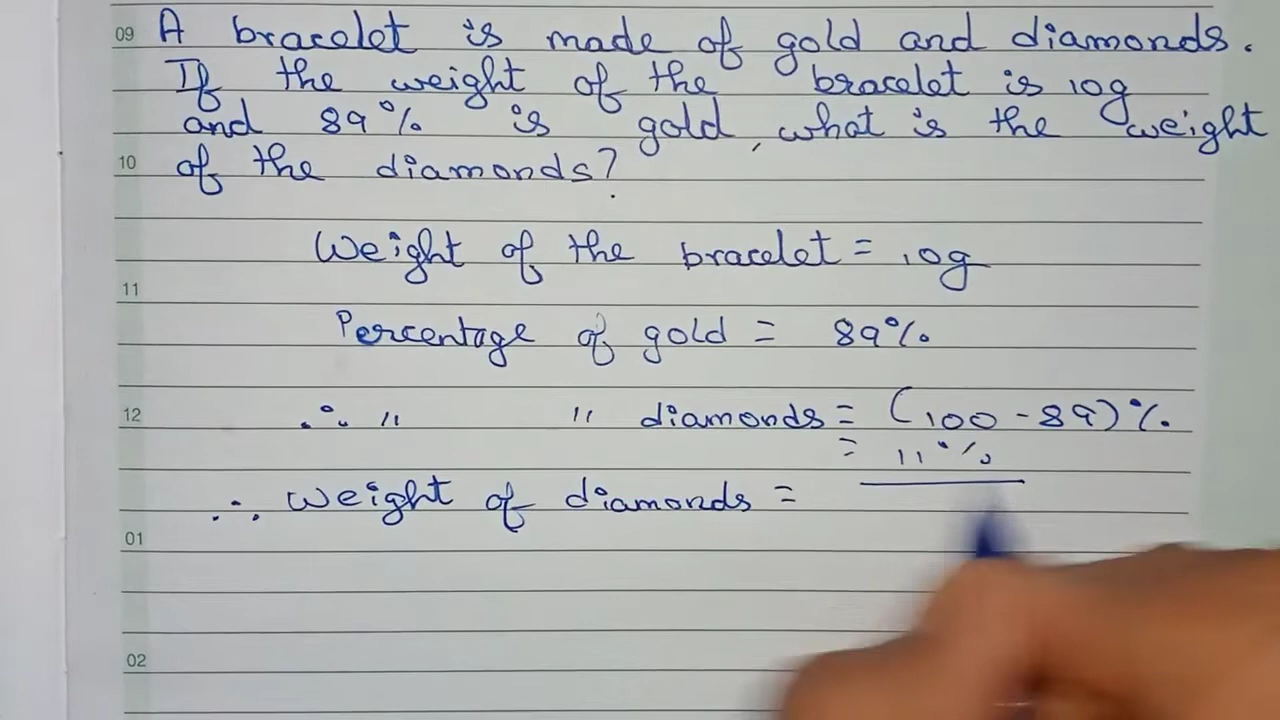 09 A bracelet is made of gold and diamonds.
If the weight of the bracelet is 10g
and 89% is gold, what is the weight
10 of the diamonds?
Weight of the bracelet = 10g
11
Percentage of gold = 89%
12 ∴ " " diamonds = (100 - 89)%
= 11%
∴ Weight of diamonds =
01
02